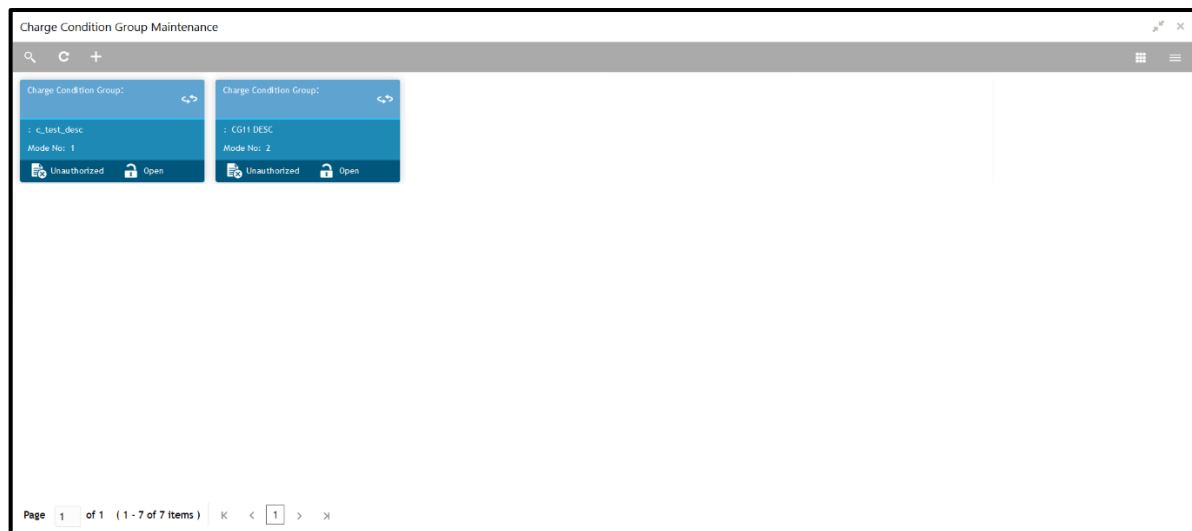 Charge Condition Group Maintenance
Charge Condition Group: Charge Condition Group:
: c_test_desc : CG11 DESC
Mode No: 1 Mode No: 2
Unauthorized Open Unauthorized Open
Page 1 of 1 ( 1 - 7 of 7 items ) K < 1 > >|